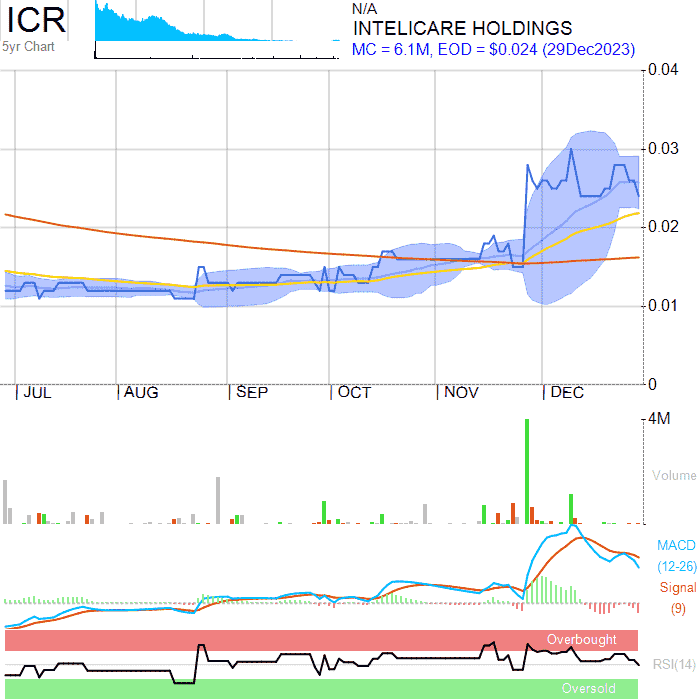 ICR
5yr Chart
N/A
INTELICARE HOLDINGS
MC = 6.1M, EOD = $0.024 (29Dec2023)
0.04
0.03
0.02
0.01
0
JUL AUG SEP OCT NOV DEC
4M
Volume
MACD
(12-26)
Signal
(9)
Overbought
RSI(14)
Oversold